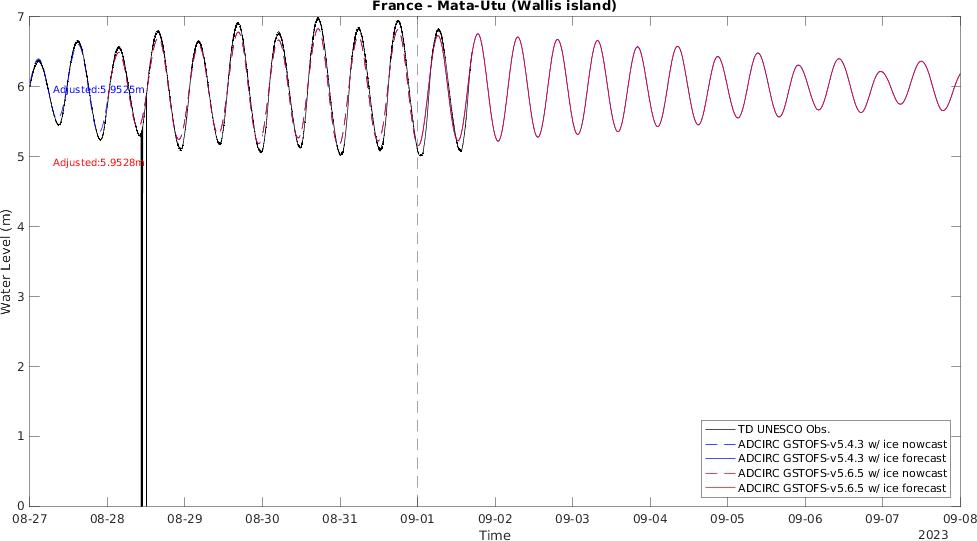 France - Mata-Utu (Wallis island)
7
6
5
4
3
2
1
0
Water Level (m)
Adjusted:5.9525m
Adjusted:5.9528m
TD UNESCO Obs.
ADCIRC GSTOFS-v5.4.3 w/ ice nowcast
ADCIRC GSTOFS-v5.4.3 w/ ice forecast
ADCIRC GSTOFS-v5.6.5 w/ ice nowcast
ADCIRC GSTOFS-v5.6.5 w/ ice forecast
08-27 08-28 08-29 08-30 08-31 09-01 09-02 09-03 09-04 09-05 09-06 09-07 09-08
Time
2023